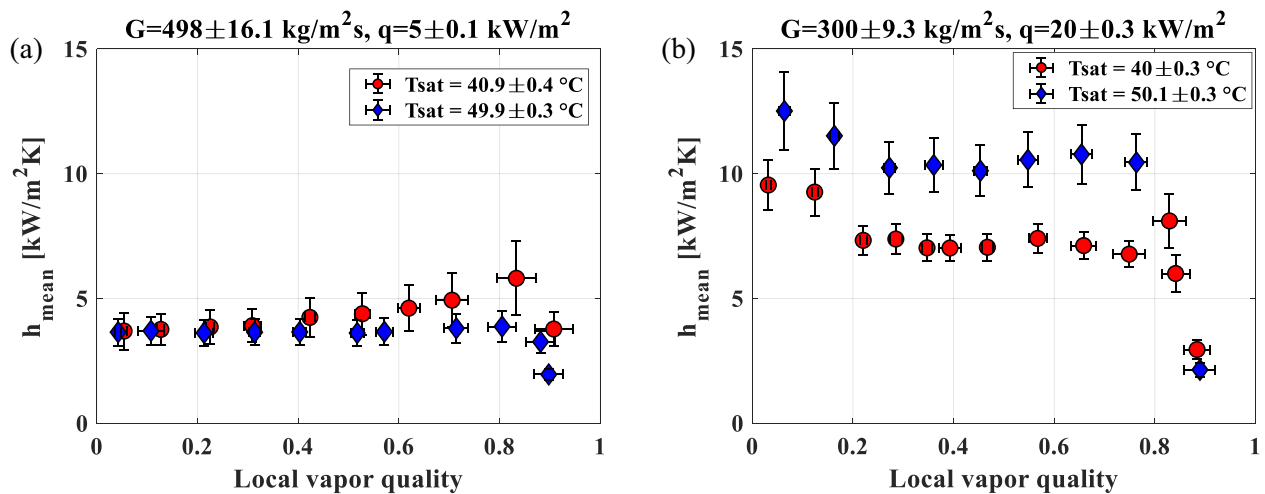 (a)
G=498±16.1 kg/m²s, q=5±0.1 kW/m²
Tsat = 40.9±0.4 °C
Tsat = 49.9±0.3 °C
15
10
5
0
h_mean [kW/m²K]
0 0.2 0.4 0.6 0.8 1
Local vapor quality
(b)
G=300±9.3 kg/m²s, q=20±0.3 kW/m²
Tsat = 40±0.3 °C
Tsat = 50.1±0.3 °C
15
10
5
0
h_mean [kW/m²K]
0 0.2 0.4 0.6 0.8 1
Local vapor quality